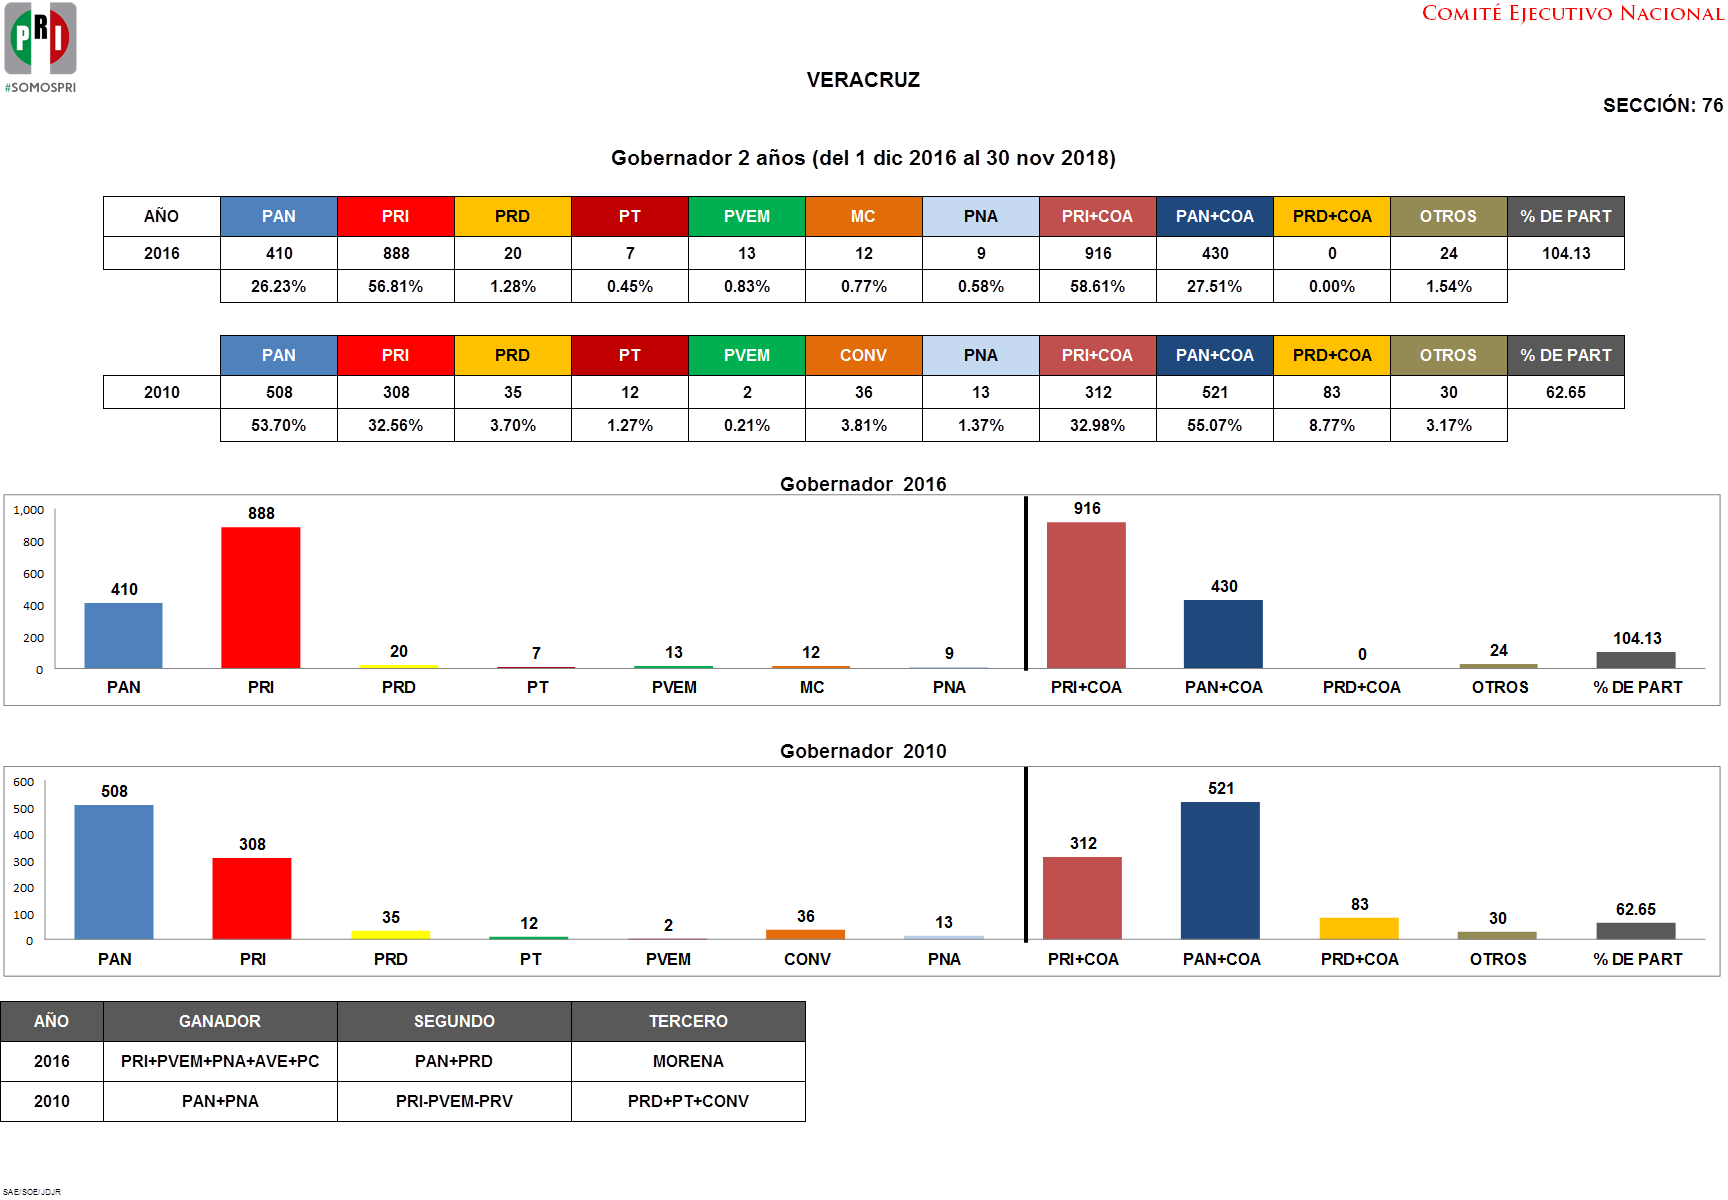 PRI
#SOMOSPRI
COMITÉ EJECUTIVO NACIONAL
VERACRUZ
SECCIÓN: 76
Gobernador 2 años (del 1 dic 2016 al 30 nov 2018)
AÑO PAN PRI PRD PT PVEM MC PNA PRI+COA PAN+COA PRD+COA OTROS % DE PART
2016 410 888 20 7 13 12 9 916 430 0 24 104.13
26.23% 56.81% 1.28% 0.45% 0.83% 0.77% 0.58% 58.61% 27.51% 0.00% 1.54%
PAN PRI PRD PT PVEM CONV PNA PRI+COA PAN+COA PRD+COA OTROS % DE PART
2010 508 308 35 12 2 36 13 312 521 83 30 62.65
53.70% 32.56% 3.70% 1.27% 0.21% 3.81% 1.37% 32.98% 55.07% 8.77% 3.17%
Gobernador 2016
1,000
800
600
400
200
0
410 888 20 7 13 12 9 916 430 0 24 104.13
PAN PRI PRD PT PVEM MC PNA PRI+COA PAN+COA PRD+COA OTROS % DE PART
Gobernador 2010
600
500
400
300
200
100
0
508 308 35 12 2 36 13 312 521 83 30 62.65
PAN PRI PRD PT PVEM CONV PNA PRI+COA PAN+COA PRD+COA OTROS % DE PART
AÑO GANADOR SEGUNDO TERCERO
2016 PRI+PVEM+PNA+AVE+PC PAN+PRD MORENA
2010 PAN+PNA PRI-PVEM-PRV PRD+PT+CONV
SAE/SOE/JDJR